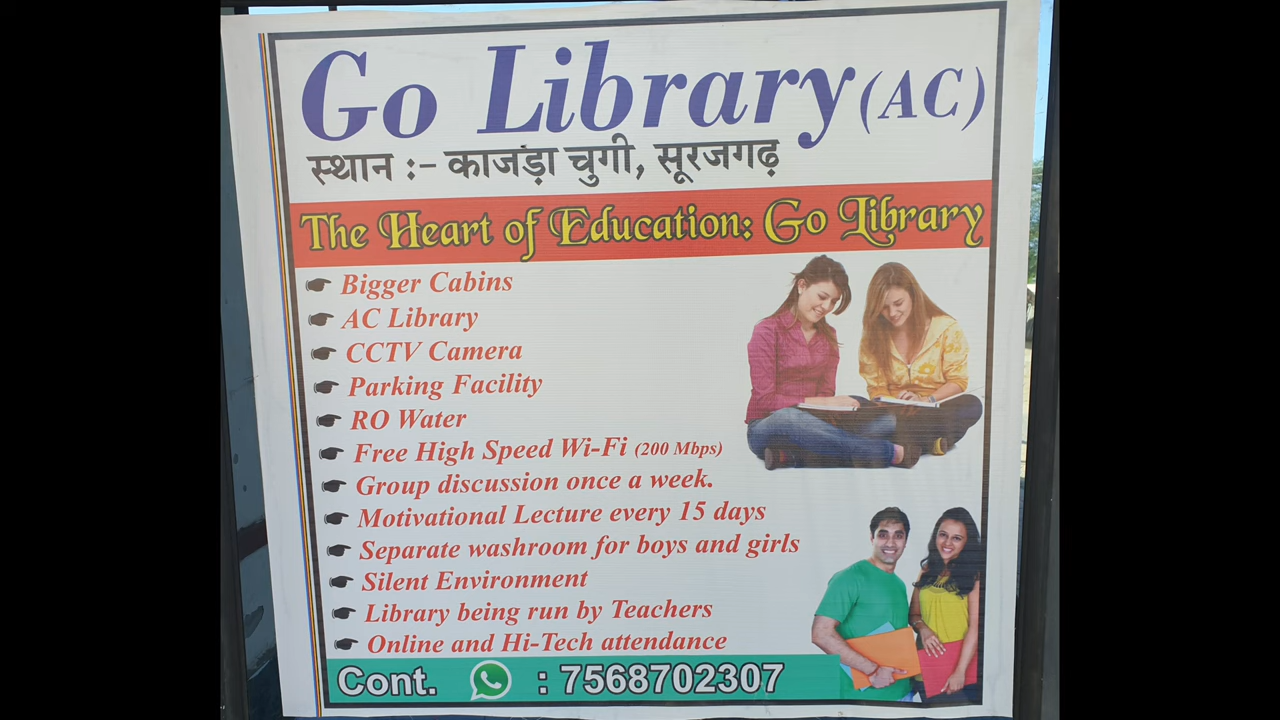 Go Library (AC)
स्थान :- काजड़ा चुगी, सूरजगढ़
The Heart of Education: Go Library
Bigger Cabins
AC Library
CCTV Camera
Parking Facility
RO Water
Free High Speed Wi-Fi (200 Mbps)
Group discussion once a week.
Motivational Lecture every 15 days
Separate washroom for boys and girls
Silent Environment
Library being run by Teachers
Online and Hi-Tech attendance
Cont. : 7568702307